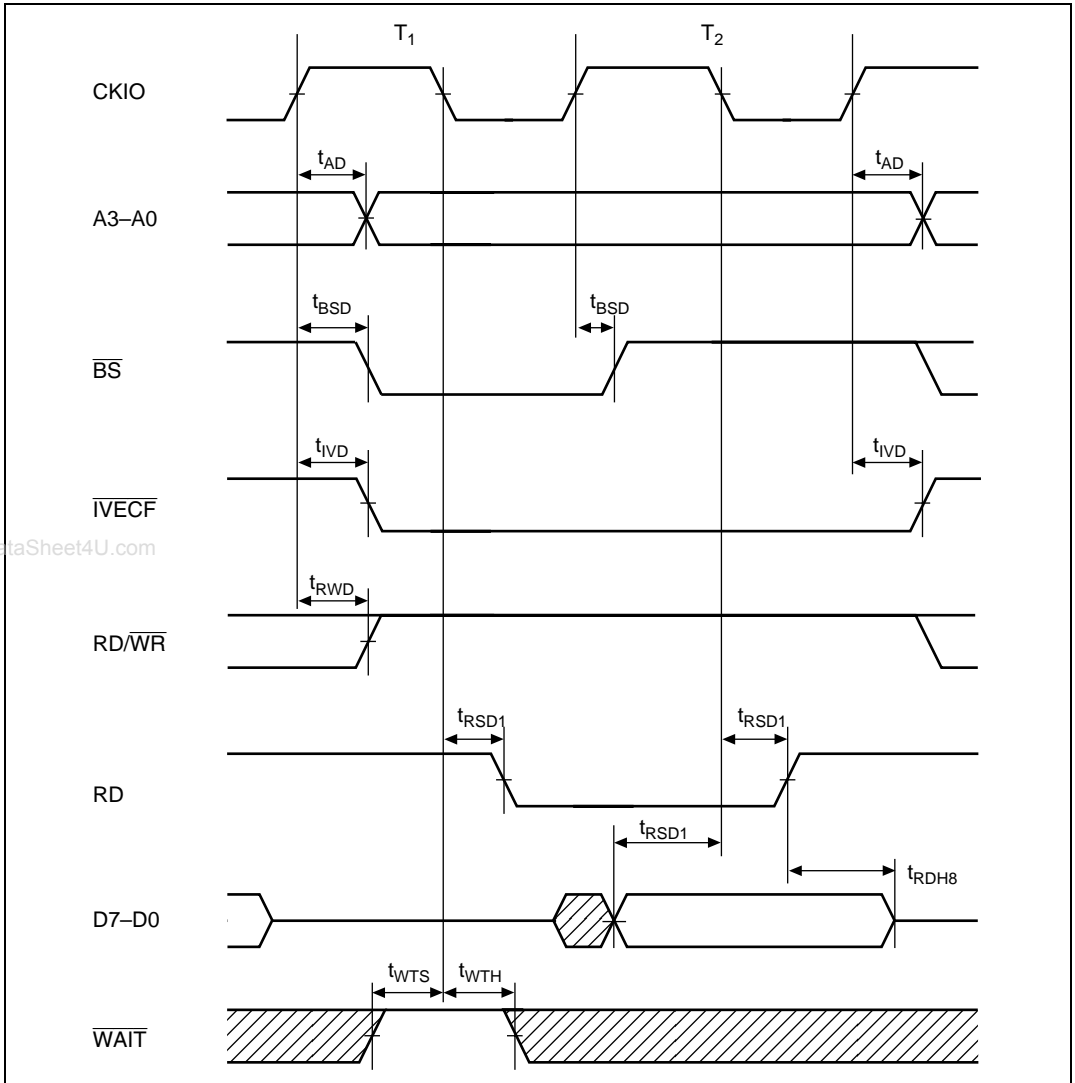 T1 T2
CKIO
tAD tAD
A3–A0
tBSD tBSD
BS
tIVD tIVD
IVECF
ataSheet4U.com
tRWD
RD/WR
tRSD1 tRSD1
RD
tRSD1
tRDH8
D7–D0
tWTS tWTH
WAIT